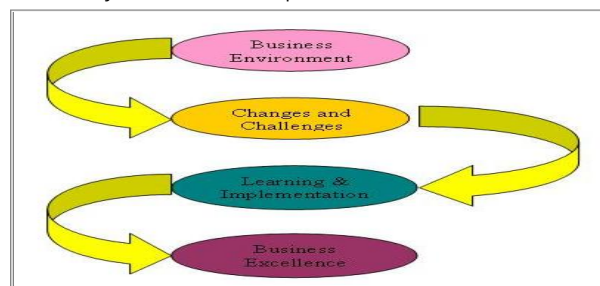 Business
Environment
Changes and
Challenges
Learning &
Implementation
Business
Excellence